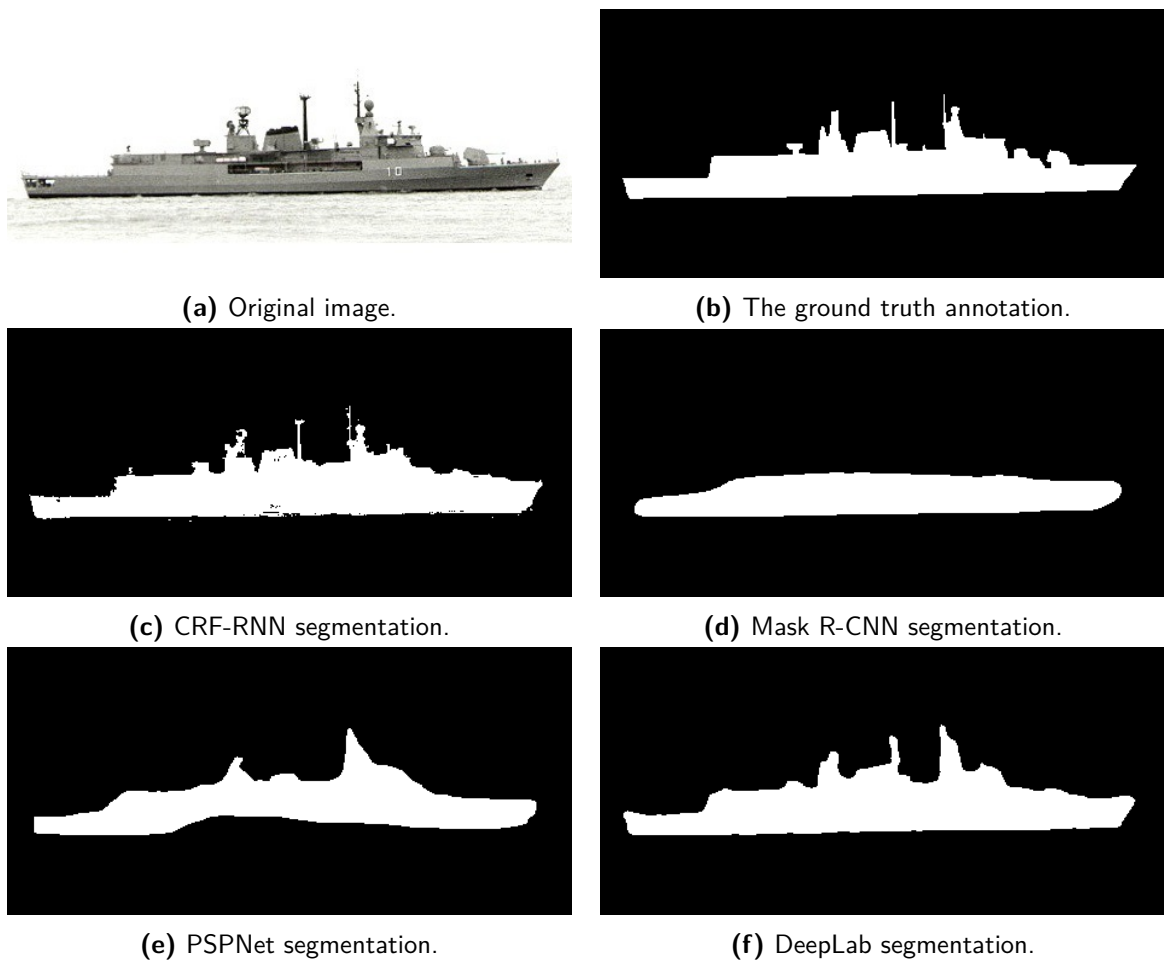 10
(a) Original image.
(b) The ground truth annotation.
(c) CRF-RNN segmentation.
(d) Mask R-CNN segmentation.
(e) PSPNet segmentation.
(f) DeepLab segmentation.